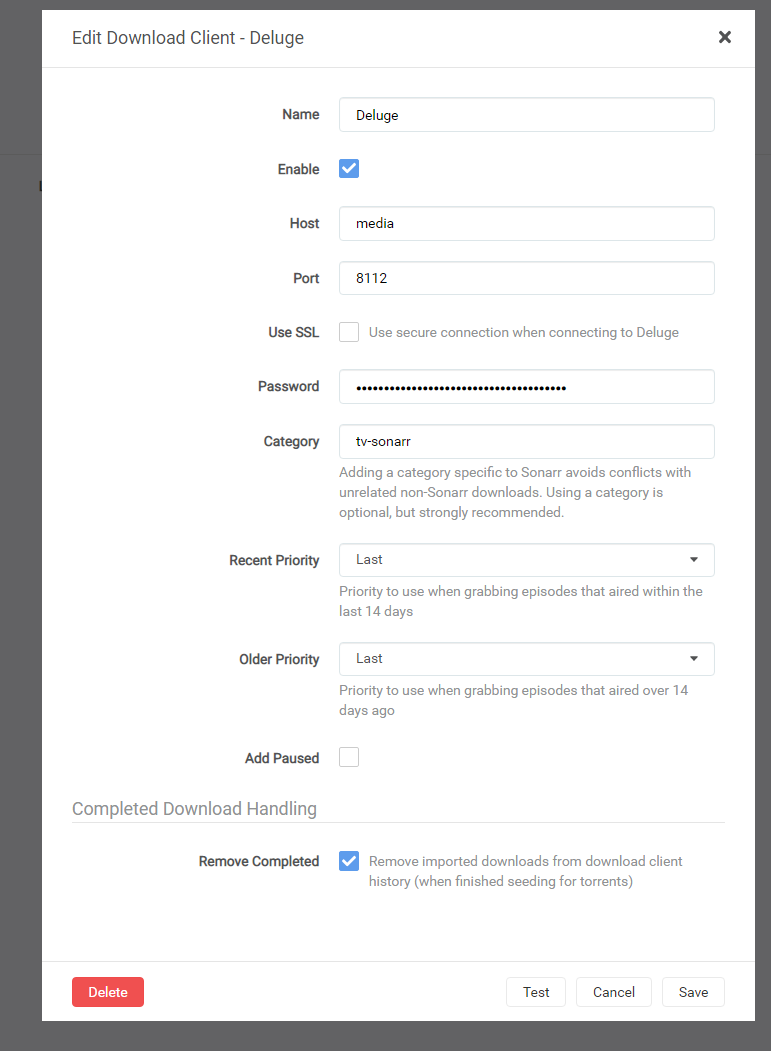 Edit Download Client - Deluge
Name
Deluge
Enable
Host
media
Port
8112
Use SSL
Use secure connection when connecting to Deluge
Password
••••••••••••••••••••••••••••••••••••••
Category
tv-sonarr
Adding a category specific to Sonarr avoids conflicts with
unrelated non-Sonarr downloads. Using a category is
optional, but strongly recommended.
Recent Priority
Last
Priority to use when grabbing episodes that aired within the
last 14 days
Older Priority
Last
Priority to use when grabbing episodes that aired over 14
days ago
Add Paused
Completed Download Handling
Remove Completed
Remove imported downloads from download client
history (when finished seeding for torrents)
Delete
Test
Cancel
Save